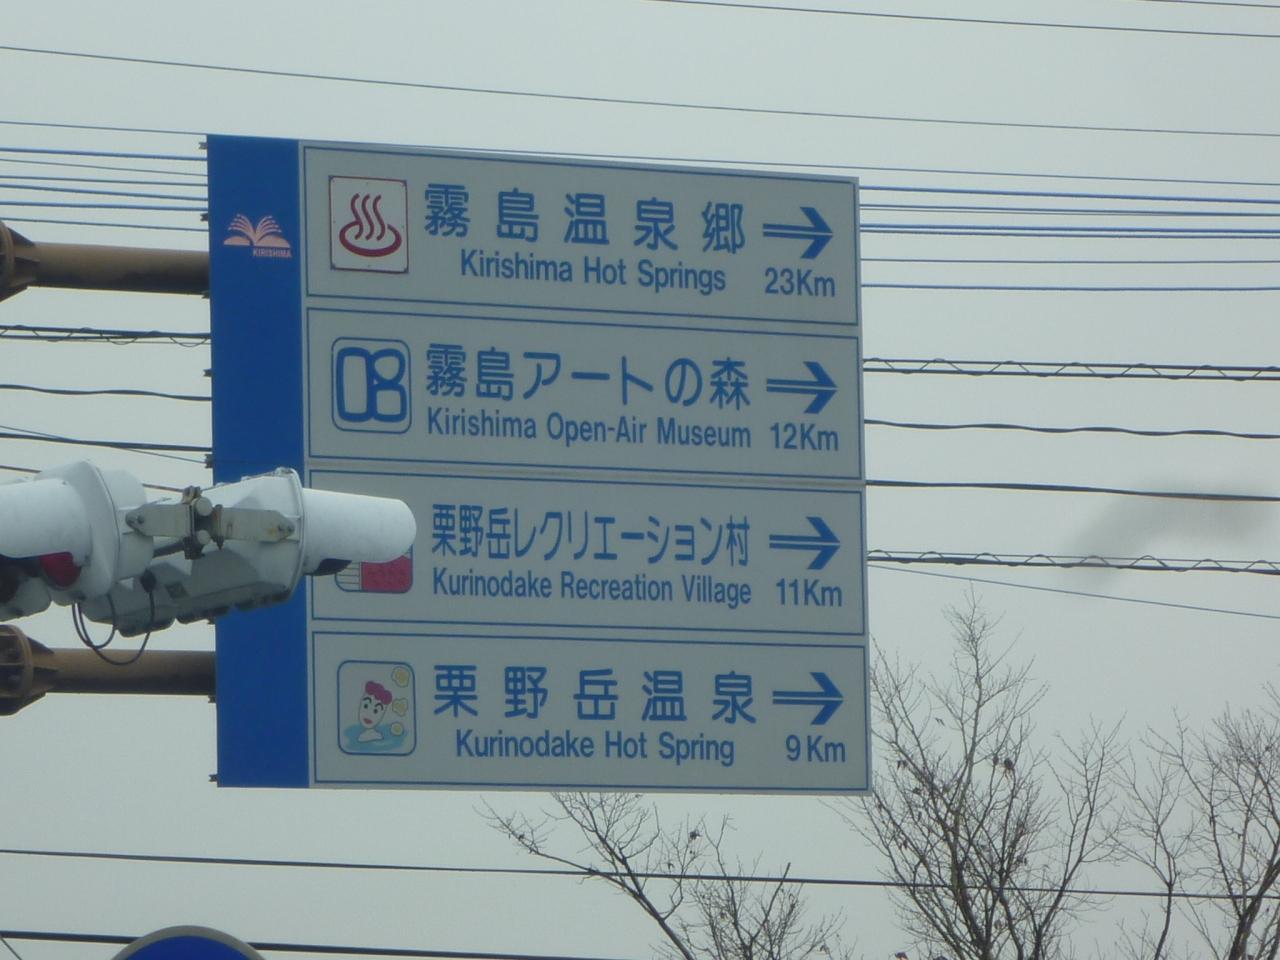 KIRISHIMA
霧島温泉郷
Kirishima Hot Springs 23Km
霧島アートの森
Kirishima Open-Air Museum 12Km
栗野岳レクリエーション村
Kurinodake Recreation Village 11Km
栗野岳温泉
Kurinodake Hot Spring 9Km